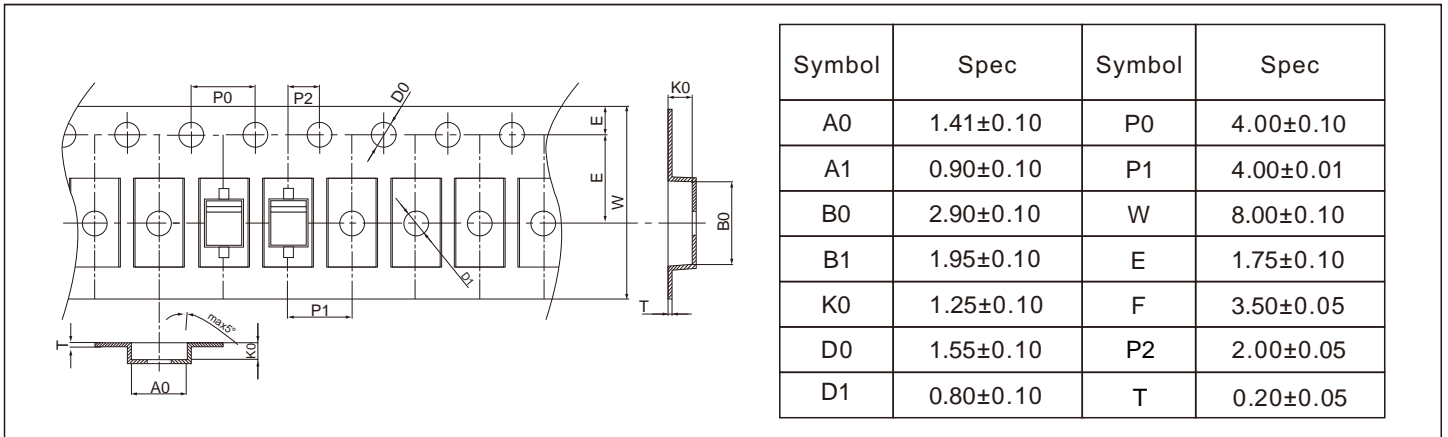 P0
P2
D0
E
E
W
D1
P1
T
max5°
K0
A0
K0
B0
T
Symbol Spec Symbol Spec
A0 1.41±0.10 P0 4.00±0.10
A1 0.90±0.10 P1 4.00±0.01
B0 2.90±0.10 W 8.00±0.10
B1 1.95±0.10 E 1.75±0.10
K0 1.25±0.10 F 3.50±0.05
D0 1.55±0.10 P2 2.00±0.05
D1 0.80±0.10 T 0.20±0.05